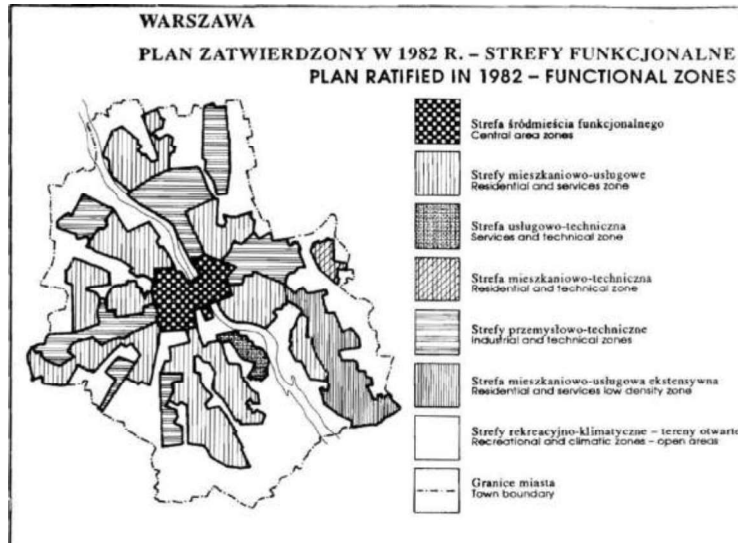 WARSZAWA
PLAN ZATWIERDZONY W 1982 R. – STREFY FUNKCJONALNE
PLAN RATIFIED IN 1982 – FUNCTIONAL ZONES
Strefa śródmieścia funkcjonalnego
Central area zones
Strefy mieszkaniowo-usługowe
Residential and services zone
Strefa usługowo-techniczna
Services and technical zone
Strefa mieszkaniowo-techniczna
Residential and technical zone
Strefy przemysłowo-techniczne
Industrial and technical zones
Strefa mieszkaniowo-usługowa ekstensywna
Residential and services low density zone
Strefy rekreacyjno-klimatyczne – tereny otwarte
Recreational and climatic zones – open areas
Granice miasta
Town boundary